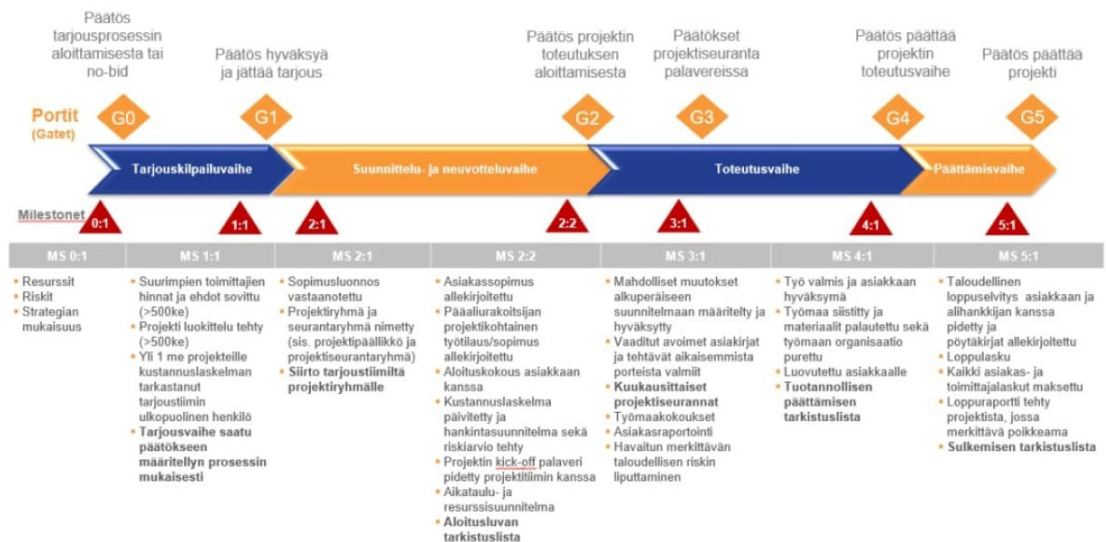 Päätös
tarjousprosessin
aloittamisesta tai
no-bid
Päätös hyväksyä
ja jättää tarjous
Päätös projektin
toteutuksen
aloittamisesta
Päätökset
projektiseuranta
palavereissa
Päätös päättää
projektin
toteutusvaihe
Päätös päättää
projekti
Portit
(Gatet)
G0
G1
G2
G3
G4
G5
Tarjouskilpailuvaihe
Suunnittelu- ja neuvotteluvaihe
Toteutusvaihe
Päättämisvaihe
Milestonet
0:1
1:1
2:1
2:2
3:1
4:1
5:1
MS 0:1
MS 1:1
MS 2:1
MS 2:2
MS 3:1
MS 4:1
MS 5:1
▪ Resurssit
▪ Riskit
▪ Strategian
mukaisuus
▪ Suurimpien toimittajien
hinnat ja ehdot sovittu
(>500ke)
▪ Projekti luokittelu tehty
(>500ke)
▪ Yli 1 me projekteille
kustannuslaskelman
tarkastanut
tarjoustiimin
ulkopuolinen henkilö
▪ Tarjousvaihe saatu
päätökseen
määritellyn prosessin
mukaisesti
▪ Sopimusluonnos
vastaanotettu
▪ Projektiryhmä ja
seurantaryhmä nimetty
(sis. projektipäällikkö ja
projektiseurantaryhmä)
▪ Siirto tarjoustiimiltä
projektiryhmälle
▪ Asiakassopimus
allekirjoitettu
▪ Pääaliurakoitsijan
projektikohtainen
työtilaus/sopimus
allekirjoitettu
▪ Aloituskokous asiakkaan
kanssa
▪ Kustannuslaskelma
päivitetty ja
hankintasuunnitelma sekä
riskiarvio tehty
▪ Projektin kick-off palaveri
pidetty projektitiimin kanssa
▪ Aikataulu- ja
resurssisuunnitelma
▪ Aloitusluvan
tarkistuslista
▪ Mahdolliset muutokset
alkuperäiseen
suunnitelmaan määritelty ja
hyväksytty
▪ Vaaditut avoimet asiakirjat
ja tehtävät aikaisemmista
porteista valmiit
▪ Kuukausittaiset
projektiseurannat
▪ Työmaakokoukset
▪ Asiakasraportointi
▪ Havaitun merkittävän
taloudellisen riskin
liputtaminen
▪ Työ valmis ja asiakkaan
hyväksymä
▪ Työmaa siistitty ja
materiaalit palautettu sekä
työmaan organisaatio
purettu
▪ Luovutettu asiakkaalle
▪ Tuotannollisen
päättämisen
tarkistuslista
▪ Taloudellinen
loppuselvitys asiakkaan ja
alihankkijan kanssa
pidetty ja
pöytäkirjat allekirjoitettu
▪ Loppulasku
▪ Kaikki asiakas- ja
toimittajalaskut maksettu
▪ Loppuraportti tehty
projektista, jossa
merkittävä poikkeama
▪ Sulkemisen tarkistuslista